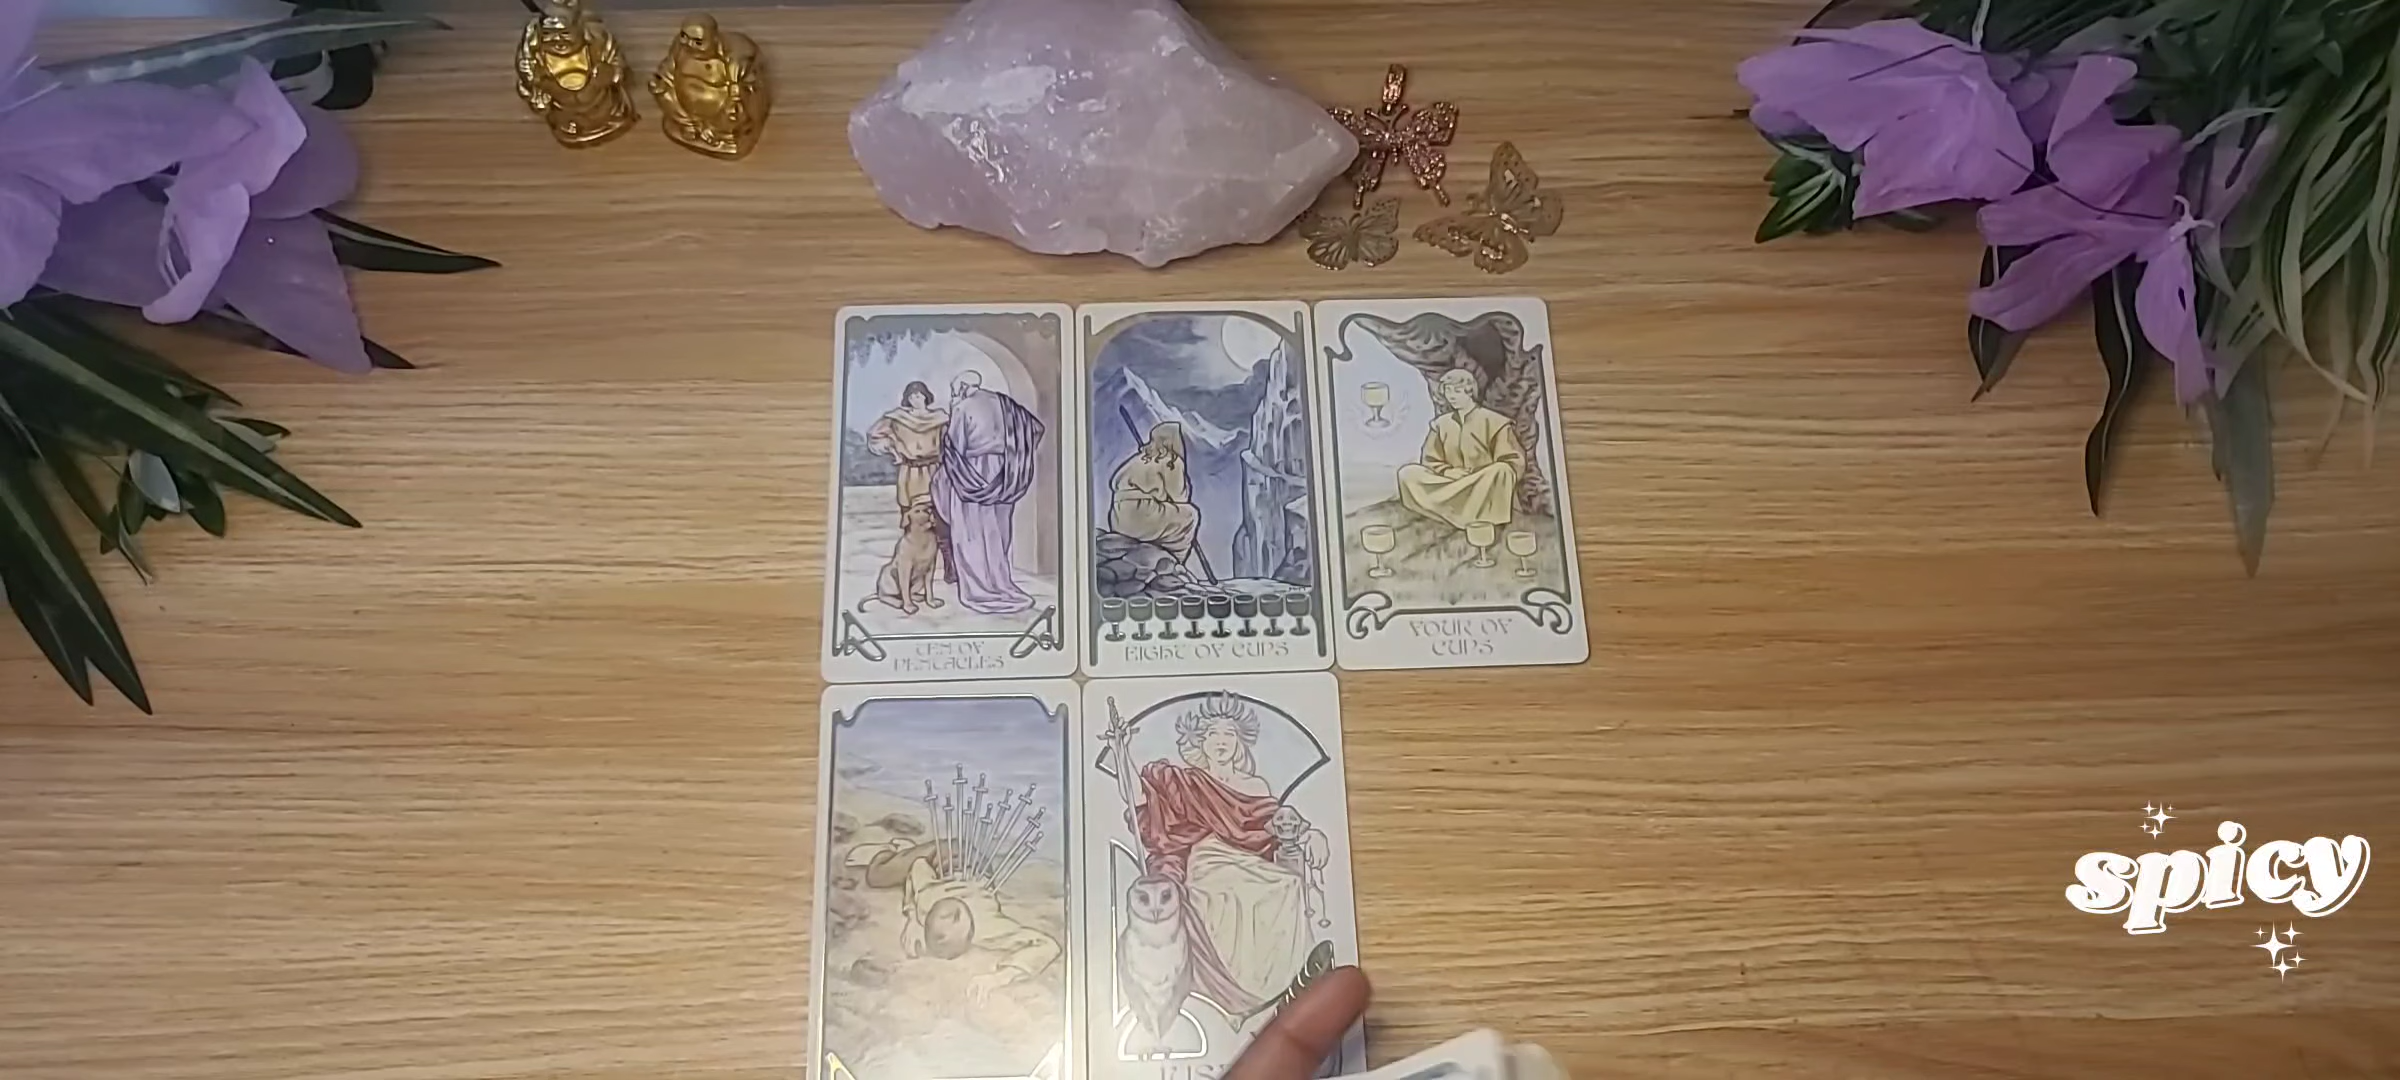 TEN OF
PENTACLES
EIGHT OF CUPS
FOUR OF
CUPS
spicy